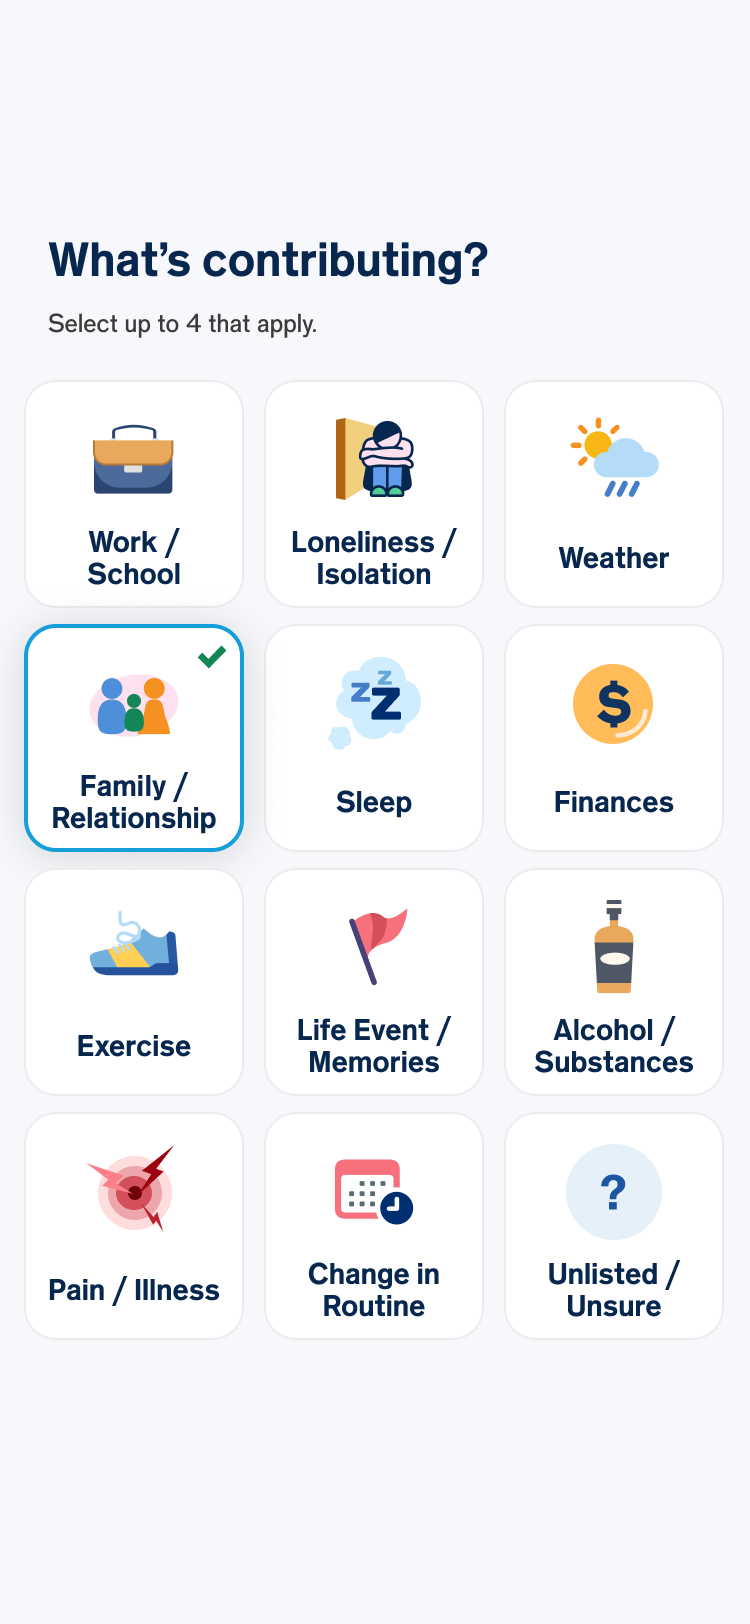 What’s contributing?
Select up to 4 that apply.
Work /
School
Loneliness /
Isolation
Weather
Family /
Relationship
z
z
z
Sleep
$
Finances
Exercise
Life Event /
Memories
Alcohol /
Substances
Pain / Illness
Change in
Routine
?
Unlisted /
Unsure